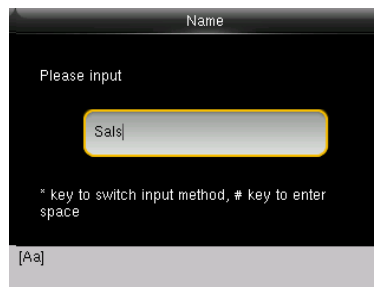 Name
Please input
Sals
* key to switch input method, # key to enter
space
[Aa]